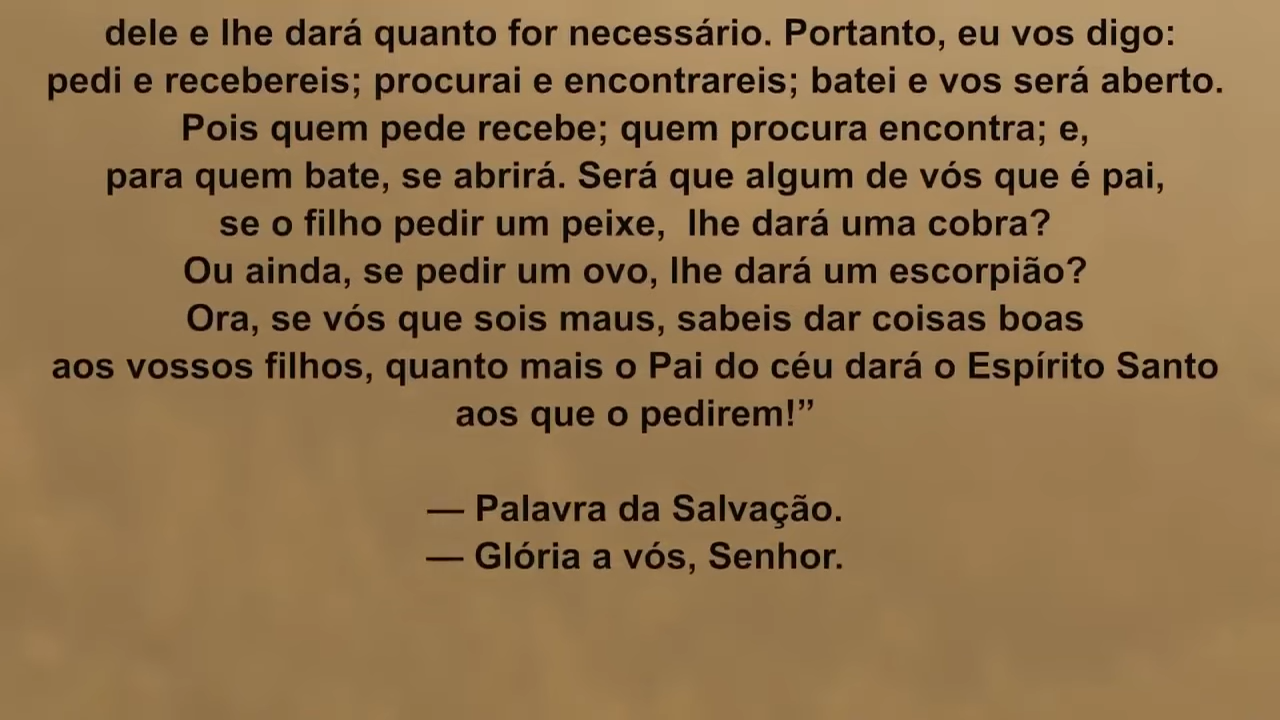 dele e lhe dará quanto for necessário. Portanto, eu vos digo:
pedi e recebereis; procurai e encontrareis; batei e vos será aberto.
Pois quem pede recebe; quem procura encontra; e,
para quem bate, se abrirá. Será que algum de vós que é pai,
se o filho pedir um peixe,  lhe dará uma cobra?
Ou ainda, se pedir um ovo, lhe dará um escorpião?
Ora, se vós que sois maus, sabeis dar coisas boas
aos vossos filhos, quanto mais o Pai do céu dará o Espírito Santo
aos que o pedirem!”
— Palavra da Salvação.
— Glória a vós, Senhor.